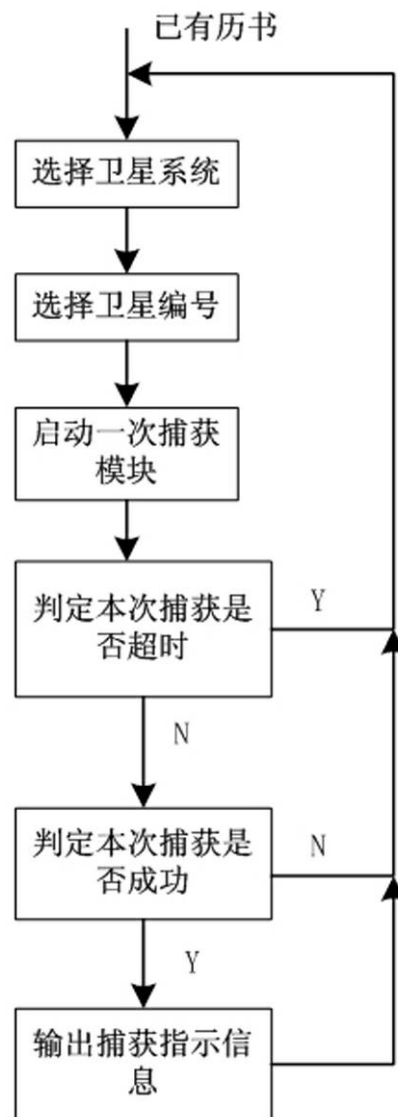 已有历书
选择卫星系统
选择卫星编号
启动一次捕获
模块
判定本次捕获是
否超时
Y
N
判定本次捕获是
否成功
N
Y
输出捕获指示信
息